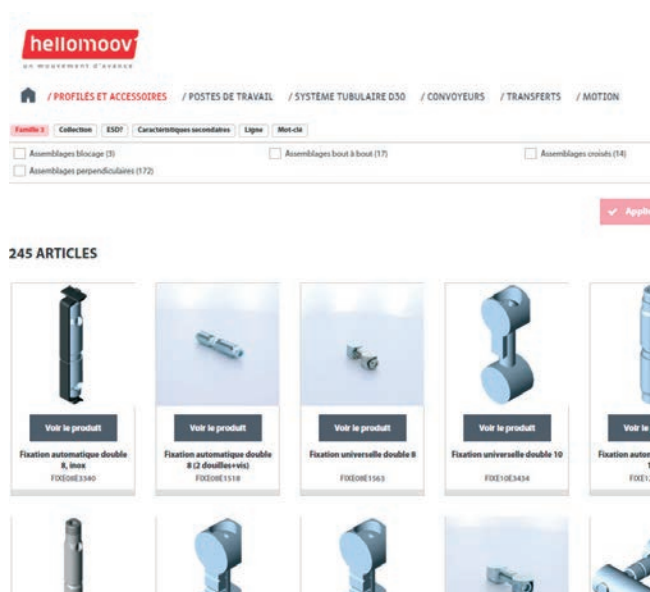 hellomoov'
un mouvement d'avance
/ PROFILÉS ET ACCESSOIRES / POSTES DE TRAVAIL / SYSTÈME TUBULAIRE D30 / CONVOYEURS / TRANSFERTS / MOTION
Famille 3 Collection ESD? Caractéristiques secondaires Ligne Mot-clé
Assemblages blocage (3) Assemblages bout à bout (17) Assemblages croisés (14)
Assemblages perpendiculaires (172)
245 ARTICLES
Voir le produit Voir le produit Voir le produit Voir le produit Voir le
Fixation automatique double Fixation automatique double Fixation universelle double 8 Fixation universelle double 10
8, inox 8 (2 douilles+vis)
FIXE08E3340 FIXE08E1518 FIXE08E1563 FIXE10E3434